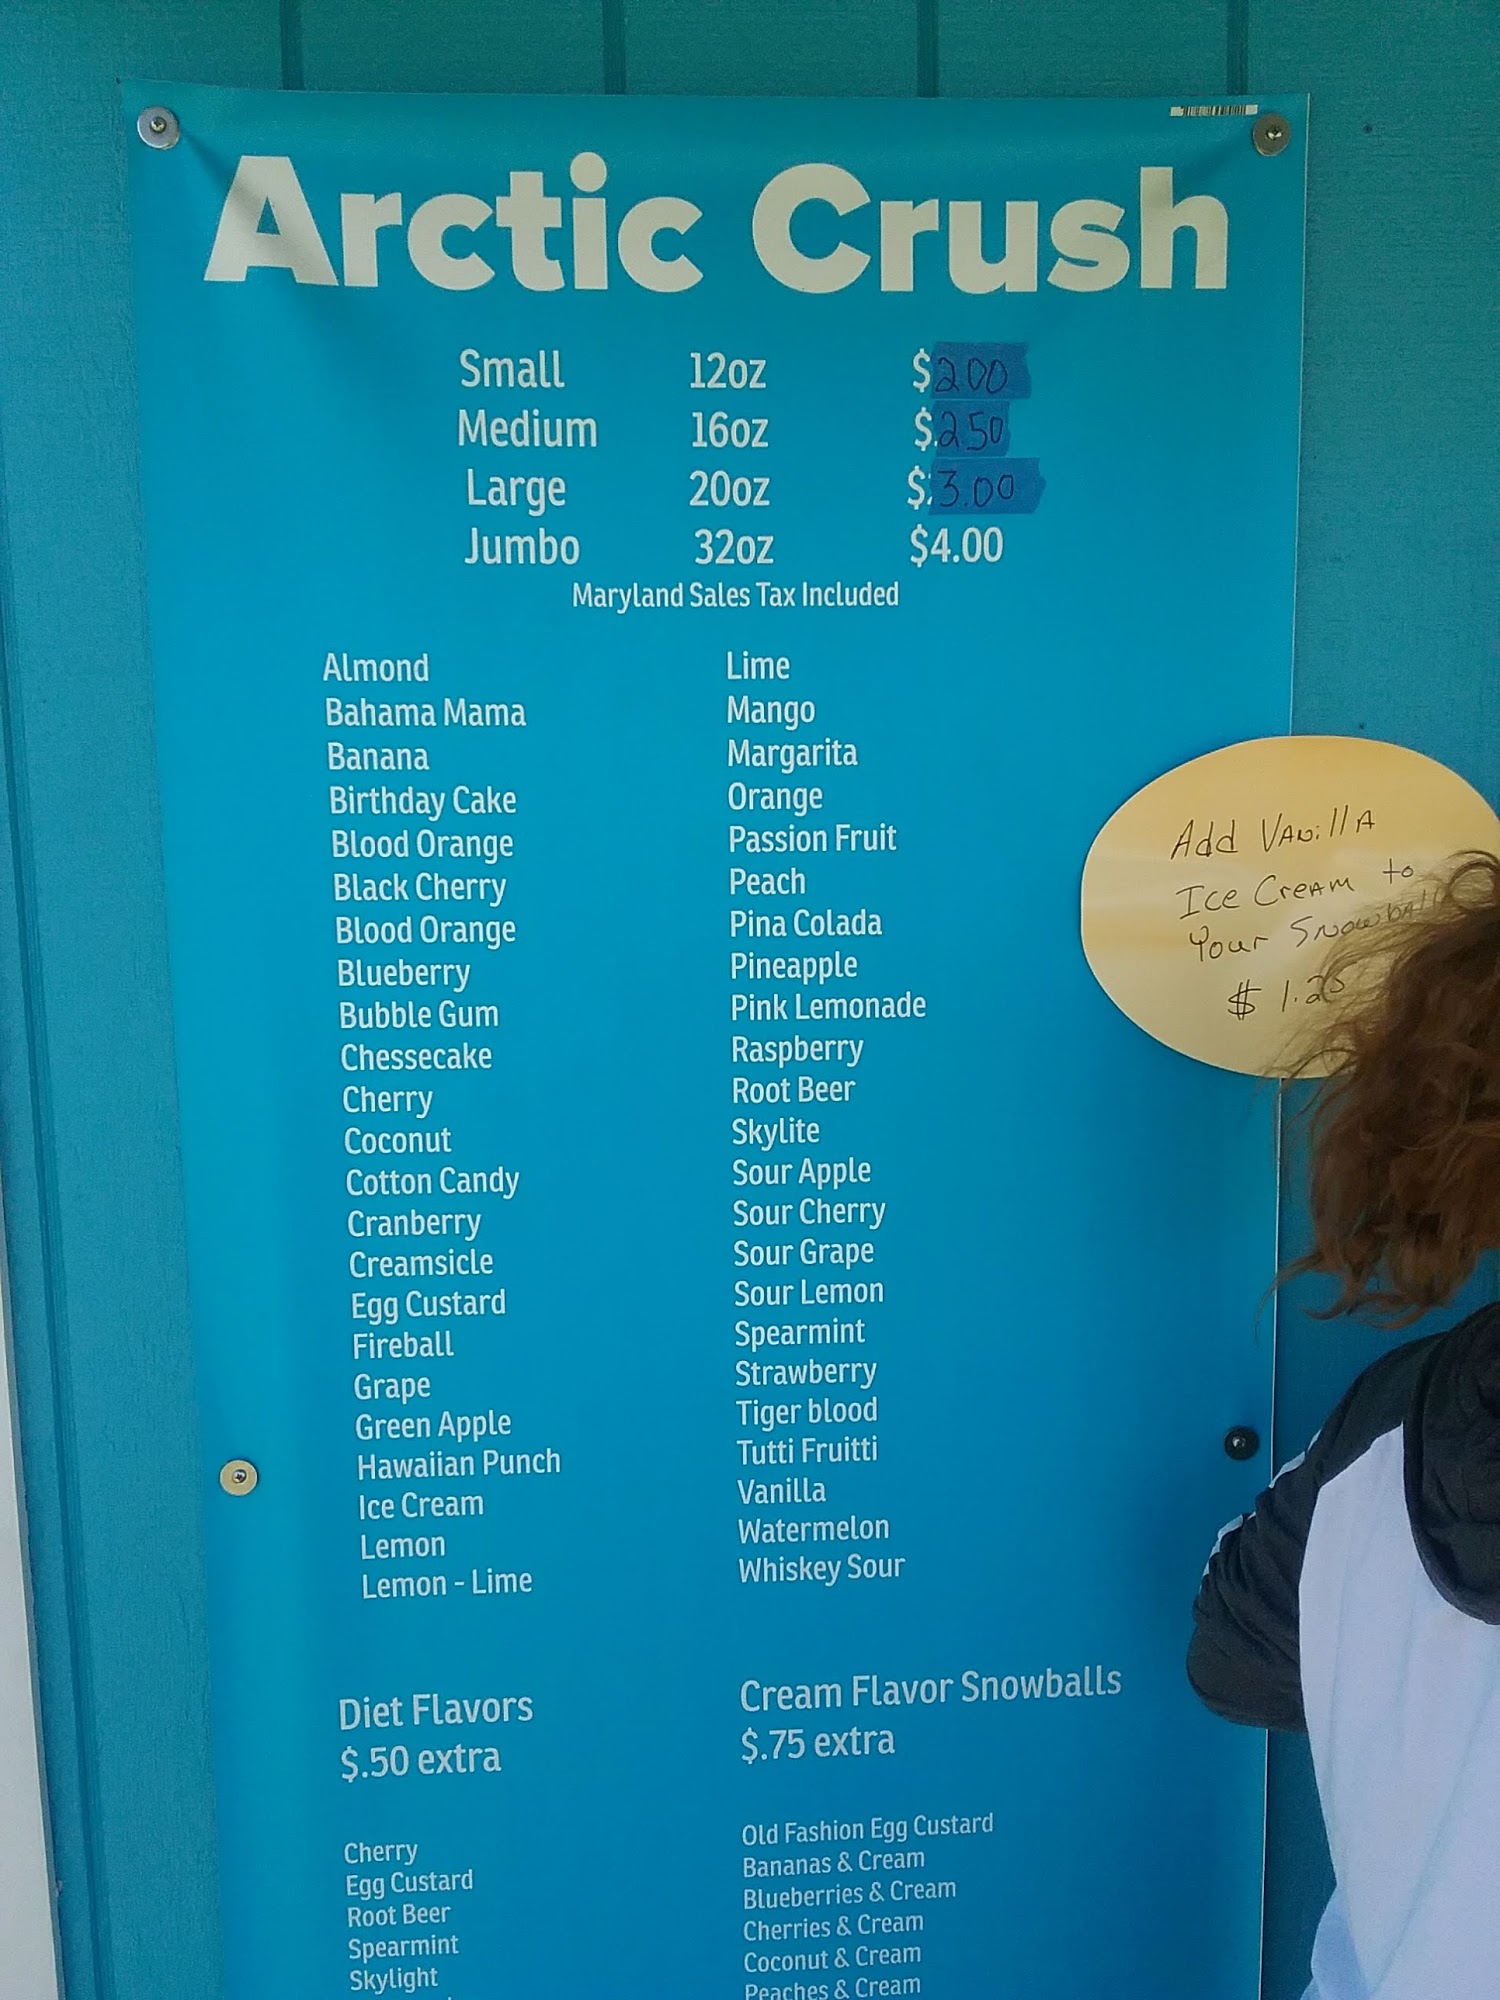 Arctic Crush
Small 12oz $2.00
Medium 16oz $.2.50
Large 20oz $3.00
Jumbo 32oz $4.00
Maryland Sales Tax Included
Almond
Bahama Mama
Banana
Birthday Cake
Blood Orange
Black Cherry
Blood Orange
Blueberry
Bubble Gum
Chessecake
Cherry
Coconut
Cotton Candy
Cranberry
Creamsicle
Egg Custard
Fireball
Grape
Green Apple
Hawaiian Punch
Ice Cream
Lemon
Lemon - Lime
Lime
Mango
Margarita
Orange
Passion Fruit
Peach
Pina Colada
Pineapple
Pink Lemonade
Raspberry
Root Beer
Skylite
Sour Apple
Sour Cherry
Sour Grape
Sour Lemon
Spearmint
Strawberry
Tiger blood
Tutti Fruitti
Vanilla
Watermelon
Whiskey Sour
Add Vanilla
Ice Cream to
Your Snowball
$ 1.25
Diet Flavors
$.50 extra
Cherry
Egg Custard
Root Beer
Spearmint
Skylight
Cream Flavor Snowballs
$.75 extra
Old Fashion Egg Custard
Bananas & Cream
Blueberries & Cream
Cherries & Cream
Coconut & Cream
Peaches & Cream